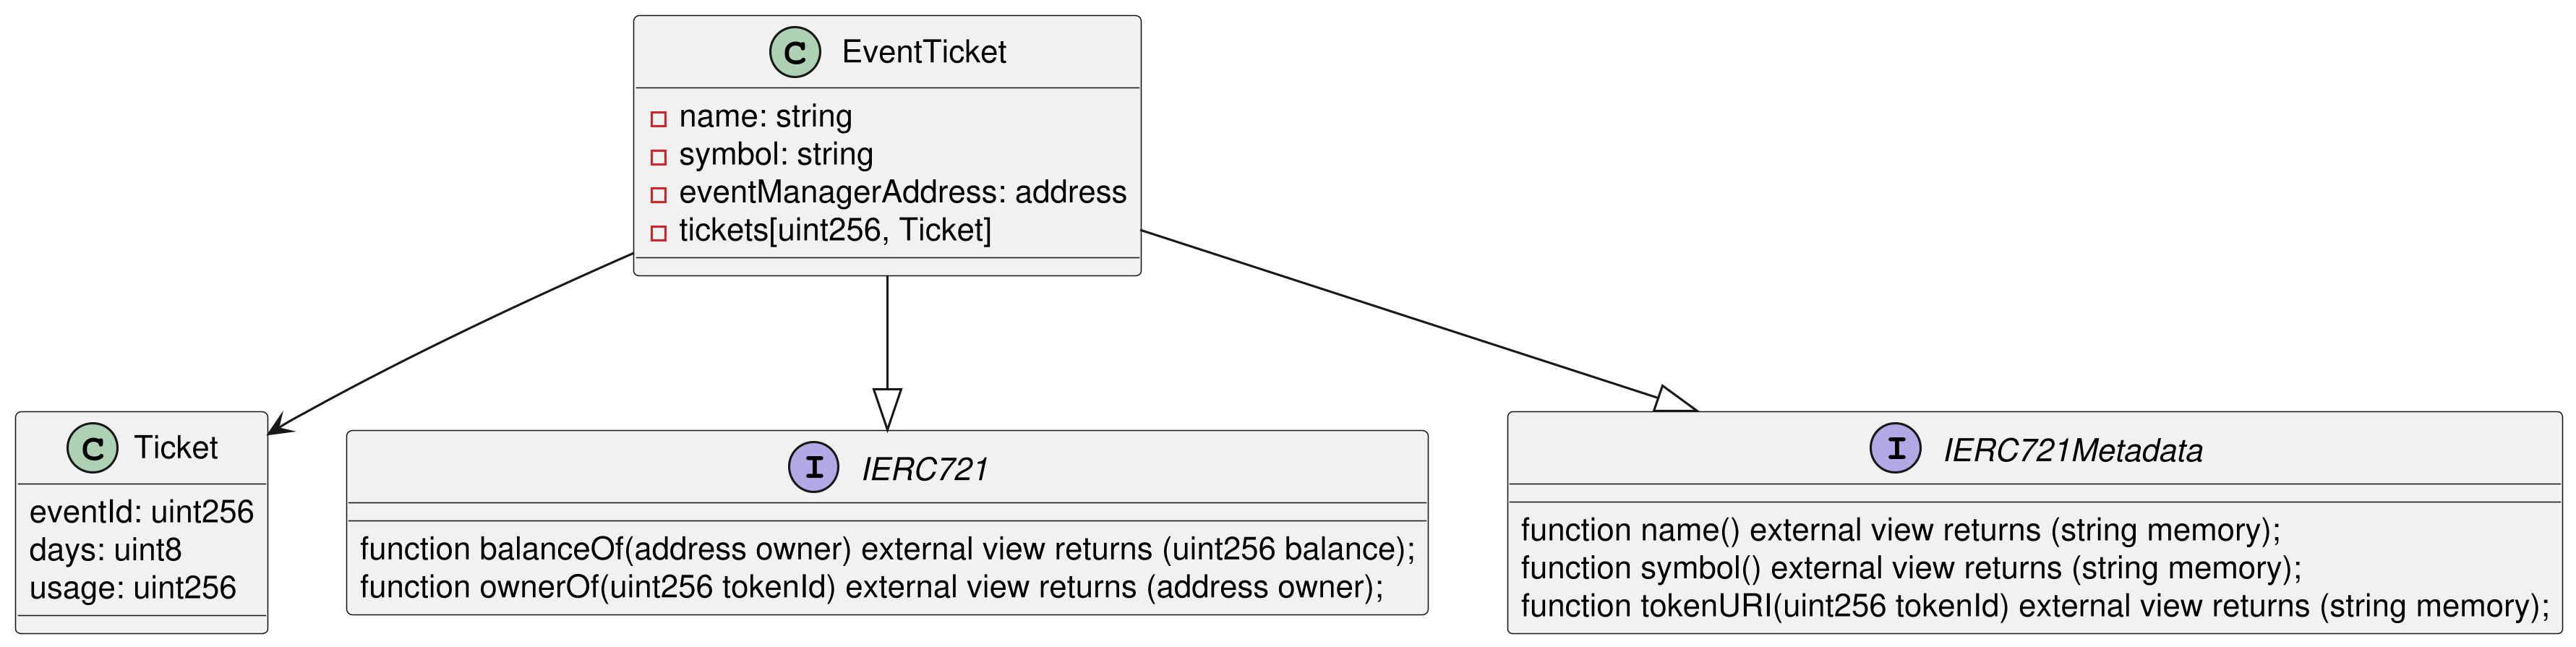 C EventTicket
name: string
symbol: string
eventManagerAddress: address
tickets[uint256, Ticket]
C Ticket
eventId: uint256
days: uint8
usage: uint256
I IERC721
function balanceOf(address owner) external view returns (uint256 balance);
function ownerOf(uint256 tokenId) external view returns (address owner);
I IERC721Metadata
function name() external view returns (string memory);
function symbol() external view returns (string memory);
function tokenURI(uint256 tokenId) external view returns (string memory);